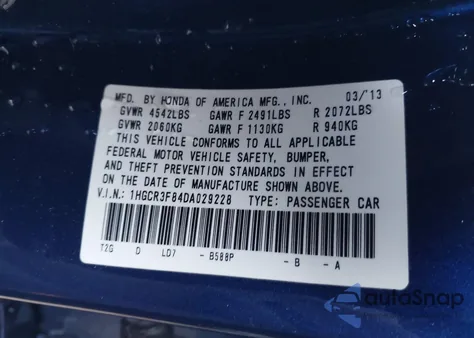 MFD. BY HONDA OF AMERICA MFG., INC. 03/'13
GVWR 4542LBS GAWR F 2491LBS R 2072LBS
GVWR 2060KG GAWR F 1130KG R 940KG
THIS VEHICLE CONFORMS TO ALL APPLICABLE
FEDERAL MOTOR VEHICLE SAFETY, BUMPER,
AND THEFT PREVENTION STANDARDS IN EFFECT
ON THE DATE OF MANUFACTURE SHOWN ABOVE.
V.I.N.: 1HGCR3F84DA029228 TYPE: PASSENGER CAR
T2G D LD7 - B588P - B - A
autoSnap